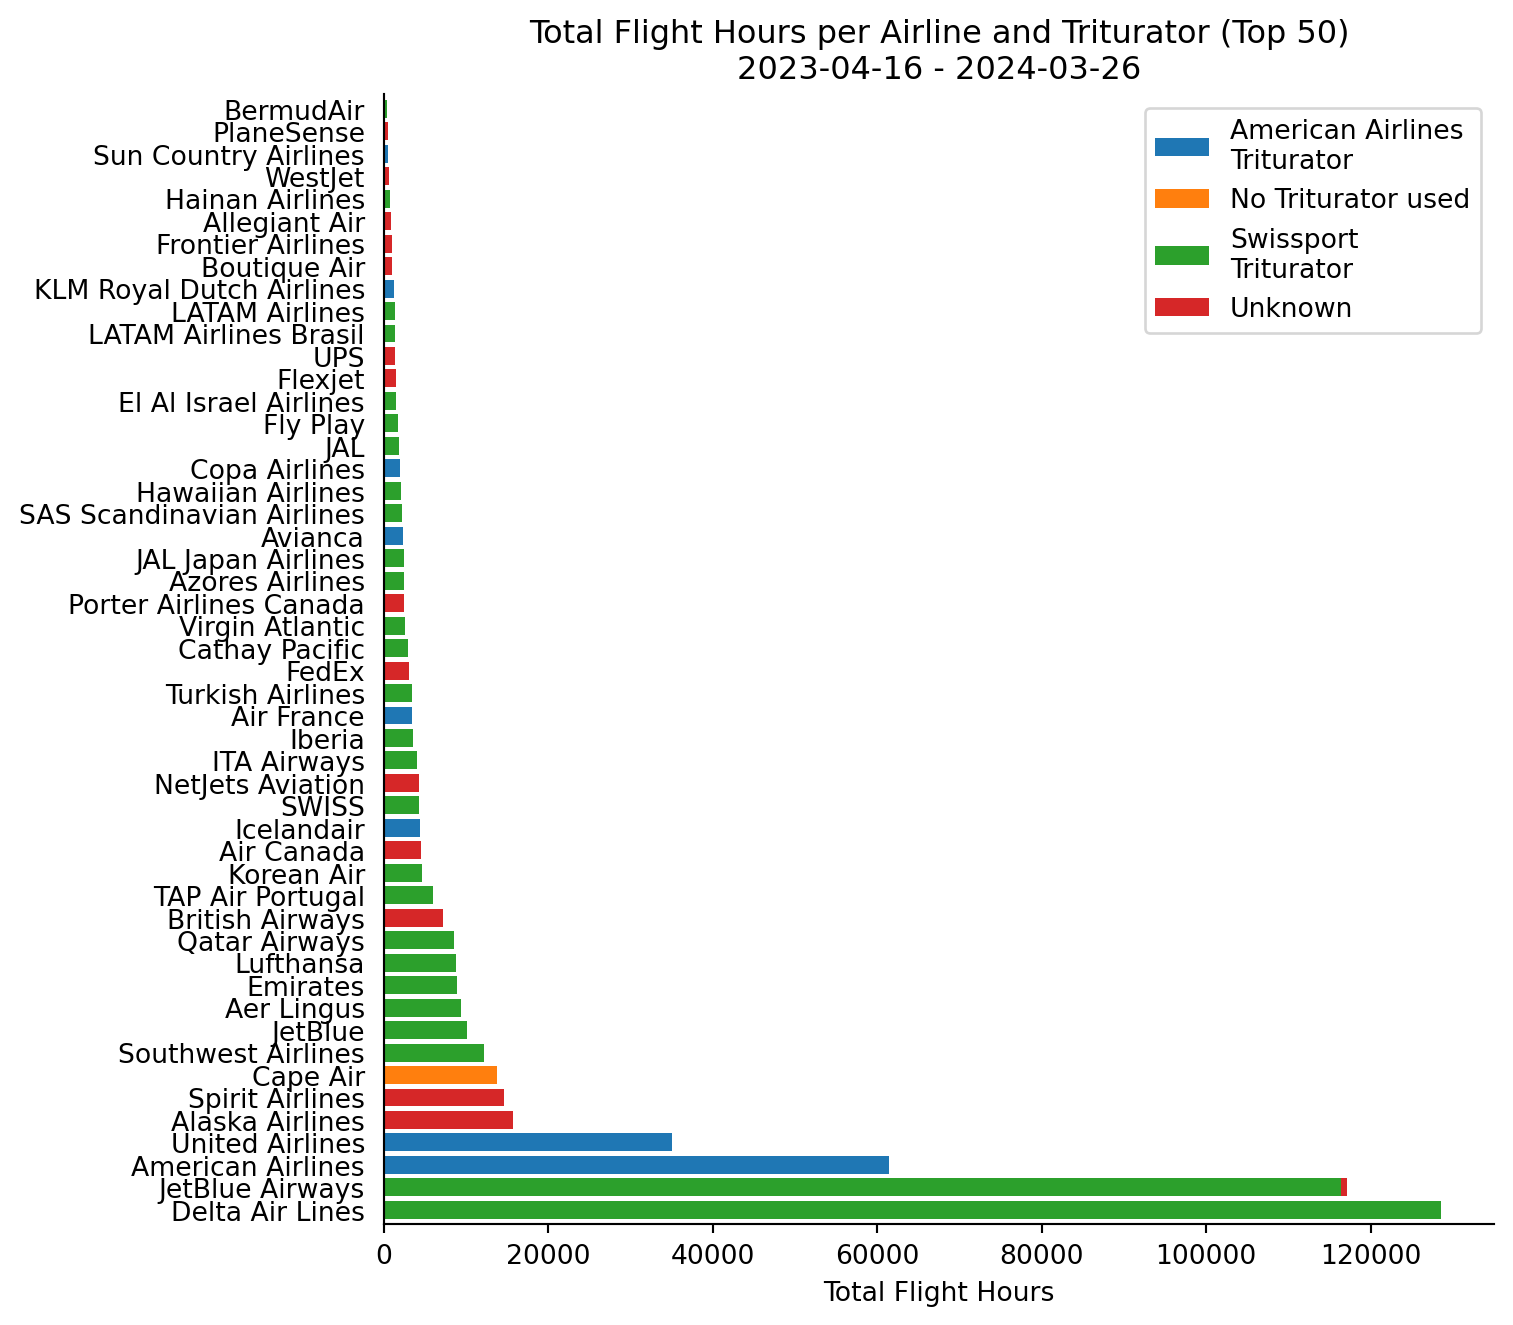 Total Flight Hours per Airline and Triturator (Top 50)
2023-04-16 - 2024-03-26
American Airlines
Triturator
No Triturator used
Swissport
Triturator
Unknown
BermudAir
PlaneSense
Sun Country Airlines
WestJet
Hainan Airlines
Allegiant Air
Frontier Airlines
Boutique Air
KLM Royal Dutch Airlines
LATAM Airlines
LATAM Airlines Brasil
UPS
Flexjet
El Al Israel Airlines
Fly Play
JAL
Copa Airlines
Hawaiian Airlines
SAS Scandinavian Airlines
Avianca
JAL Japan Airlines
Azores Airlines
Porter Airlines Canada
Virgin Atlantic
Cathay Pacific
FedEx
Turkish Airlines
Air France
Iberia
ITA Airways
NetJets Aviation
SWISS
Icelandair
Air Canada
Korean Air
TAP Air Portugal
British Airways
Qatar Airways
Lufthansa
Emirates
Aer Lingus
JetBlue
Southwest Airlines
Cape Air
Spirit Airlines
Alaska Airlines
United Airlines
American Airlines
JetBlue Airways
Delta Air Lines
0 20000 40000 60000 80000 100000 120000
Total Flight Hours